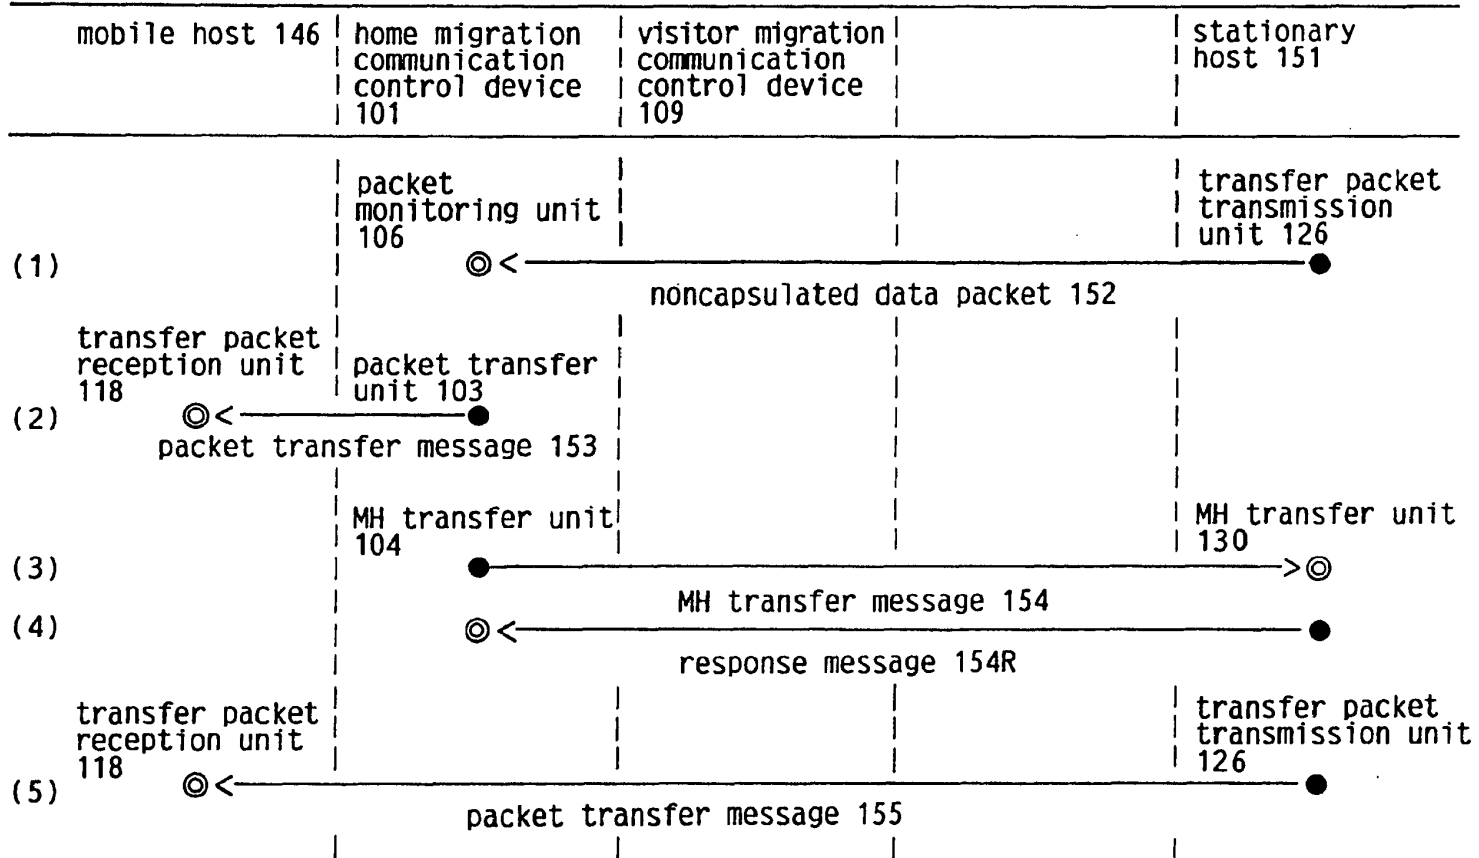 mobile host 146
home migration
communication
control device
101
visitor migration
communication
control device
109
stationary
host 151
packet
monitoring unit
106
transfer packet
transmission
unit 126
(1)
noncapsulated data packet 152
transfer packet
reception unit
118
packet transfer
unit 103
(2)
packet transfer message 153
MH transfer unit
104
MH transfer unit
130
(3)
MH transfer message 154
(4)
response message 154R
transfer packet
reception unit
118
transfer packet
transmission unit
126
(5)
packet transfer message 155